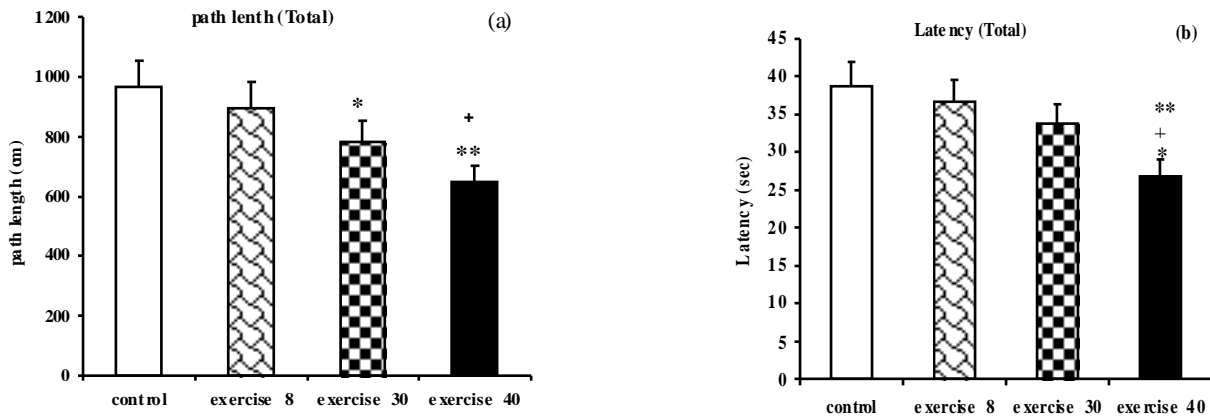 path lenth (Total)
(a)
path length (cm)
1200
1000
800
600
400
200
0
*
+
**
control exercise 8 exercise 30 exercise 40
Latency (Total)
(b)
Latency (sec)
45
40
35
30
25
20
15
10
5
0
**
+
*
control exercise 8 exercise 30 exercise 40